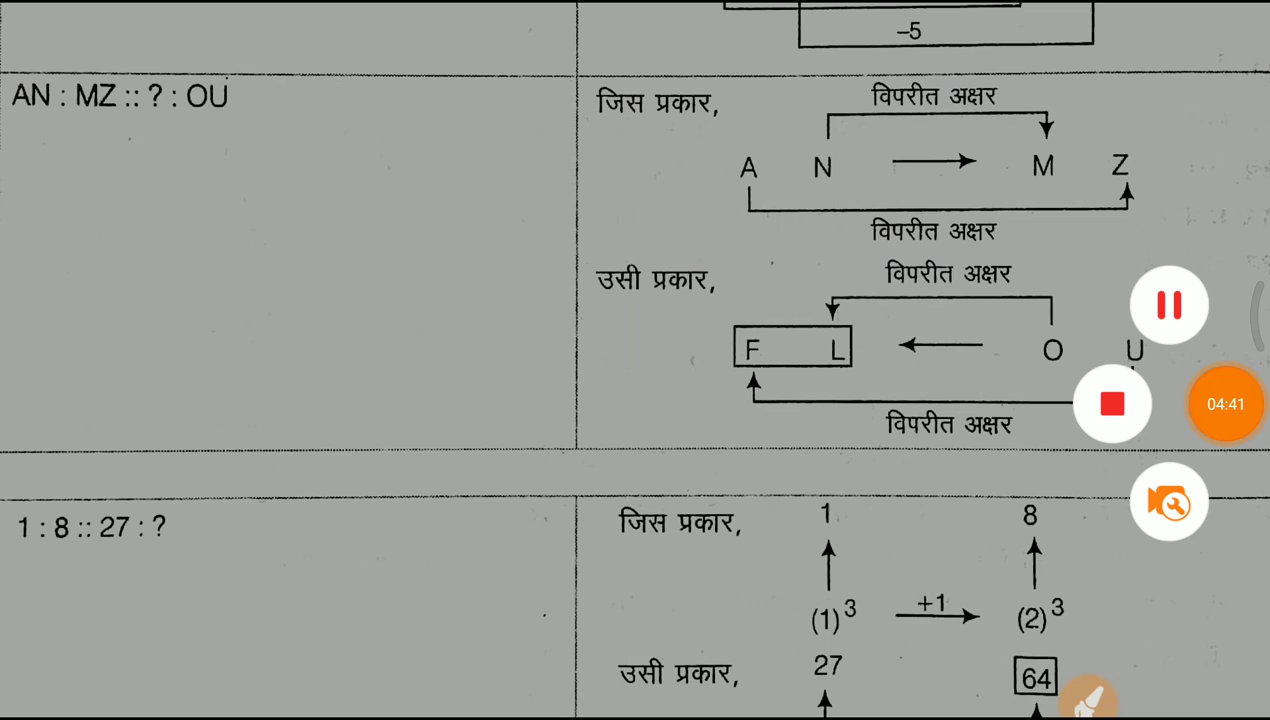 –5
AN : MZ :: ? : OU
जिस प्रकार,
विपरीत अक्षर
A N M Z
विपरीत अक्षर
उसी प्रकार,
विपरीत अक्षर
F L O U
विपरीत अक्षर
04:41
1 : 8 :: 27 : ?
जिस प्रकार,
1 8
(1)³ +1 (2)³
उसी प्रकार,
27 64